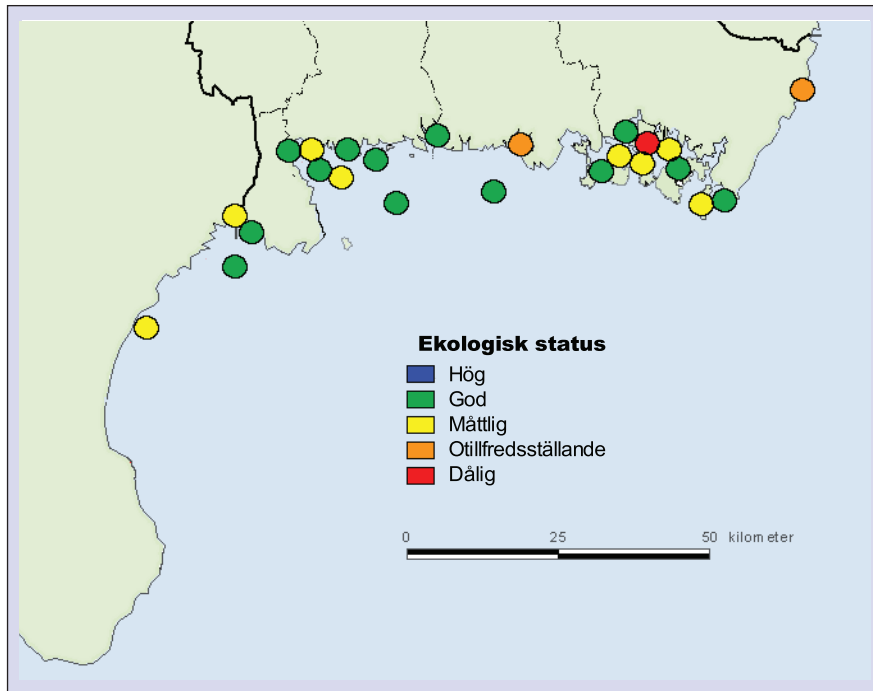 Ekologisk status
Hög
God
Måttlig
Otillfredsställande
Dålig
0 25 50 kilometer